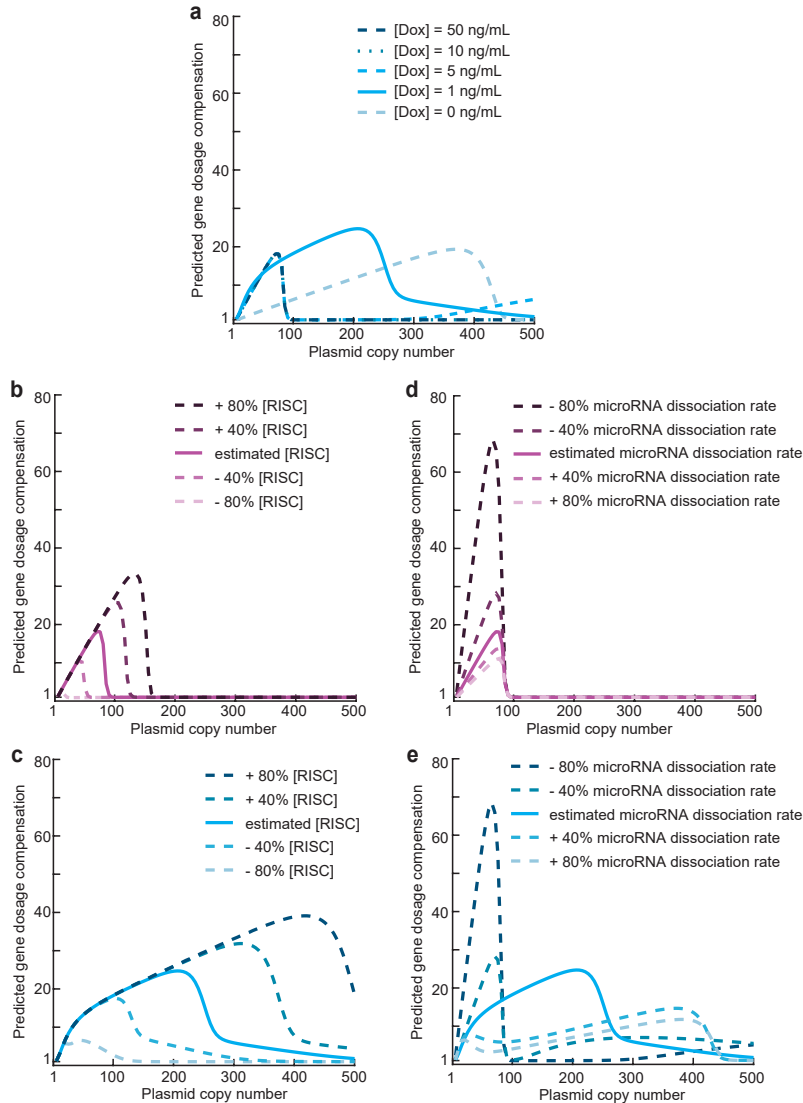 a
80
60
40
20
1
Predicted gene dosage compensation
[Dox] = 50 ng/mL
[Dox] = 10 ng/mL
[Dox] = 5 ng/mL
[Dox] = 1 ng/mL
[Dox] = 0 ng/mL
1 100 200 300 400 500
Plasmid copy number
b
80
60
40
20
1
Predicted gene dosage compensation
+ 80% [RISC]
+ 40% [RISC]
estimated [RISC]
- 40% [RISC]
- 80% [RISC]
1 100 200 300 400 500
Plasmid copy number
d
80
60
40
20
1
Predicted gene dosage compensation
- 80% microRNA dissociation rate
- 40% microRNA dissociation rate
estimated microRNA dissociation rate
+ 40% microRNA dissociation rate
+ 80% microRNA dissociation rate
1 100 200 300 400 500
Plasmid copy number
c
80
60
40
20
1
Predicted gene dosage compensation
+ 80% [RISC]
+ 40% [RISC]
estimated [RISC]
- 40% [RISC]
- 80% [RISC]
1 100 200 300 400 500
Plasmid copy number
e
80
60
40
20
1
Predicted gene dosage compensation
- 80% microRNA dissociation rate
- 40% microRNA dissociation rate
estimated microRNA dissociation rate
+ 40% microRNA dissociation rate
+ 80% microRNA dissociation rate
1 100 200 300 400 500
Plasmid copy number